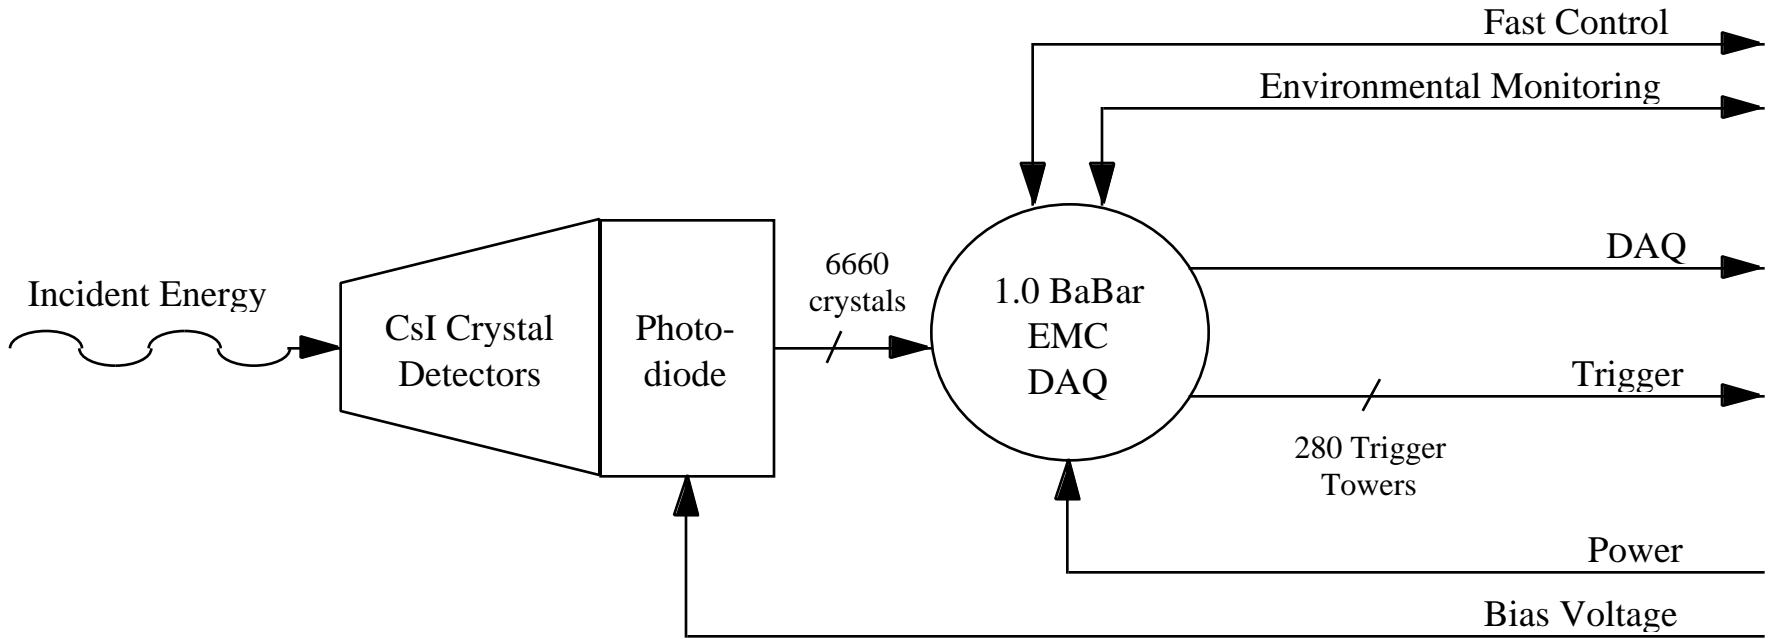 Fast Control
Environmental Monitoring
Incident Energy
CsI Crystal
Detectors
Photo-
diode
6660
crystals
1.0 BaBar
EMC
DAQ
DAQ
Trigger
280 Trigger
Towers
Power
Bias Voltage